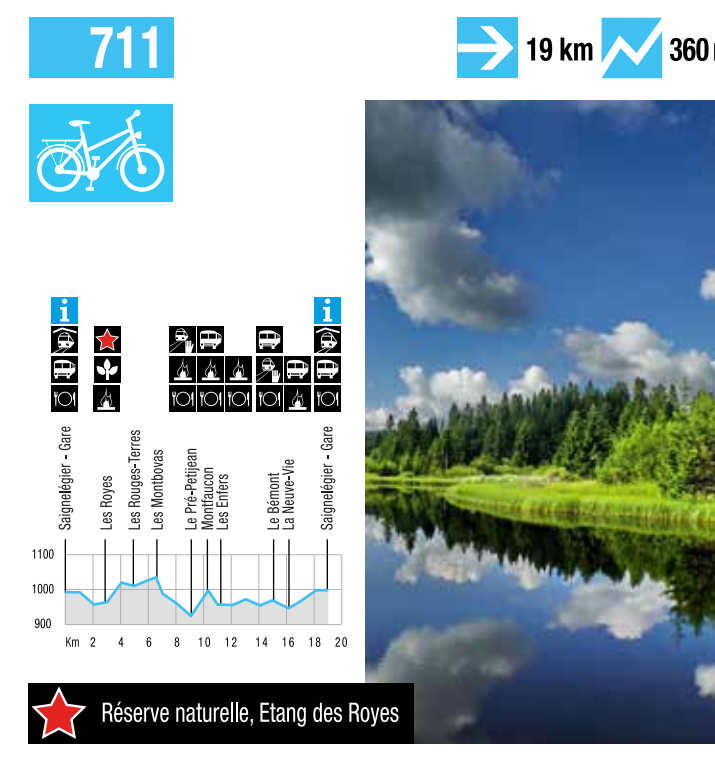 711
19 km
360
i
i
Saignelégier - Gare
Les Royes
Les Rouges-Terres
Les Montbovas
Le Pré-Petitjean
Montfaucon
Les Enfers
Le Bémont
La Neuve-Vie
Saignelégier - Gare
1100
1000
900
Km 2 4 6 8 10 12 14 16 18 20
Réserve naturelle, Etang des Royes